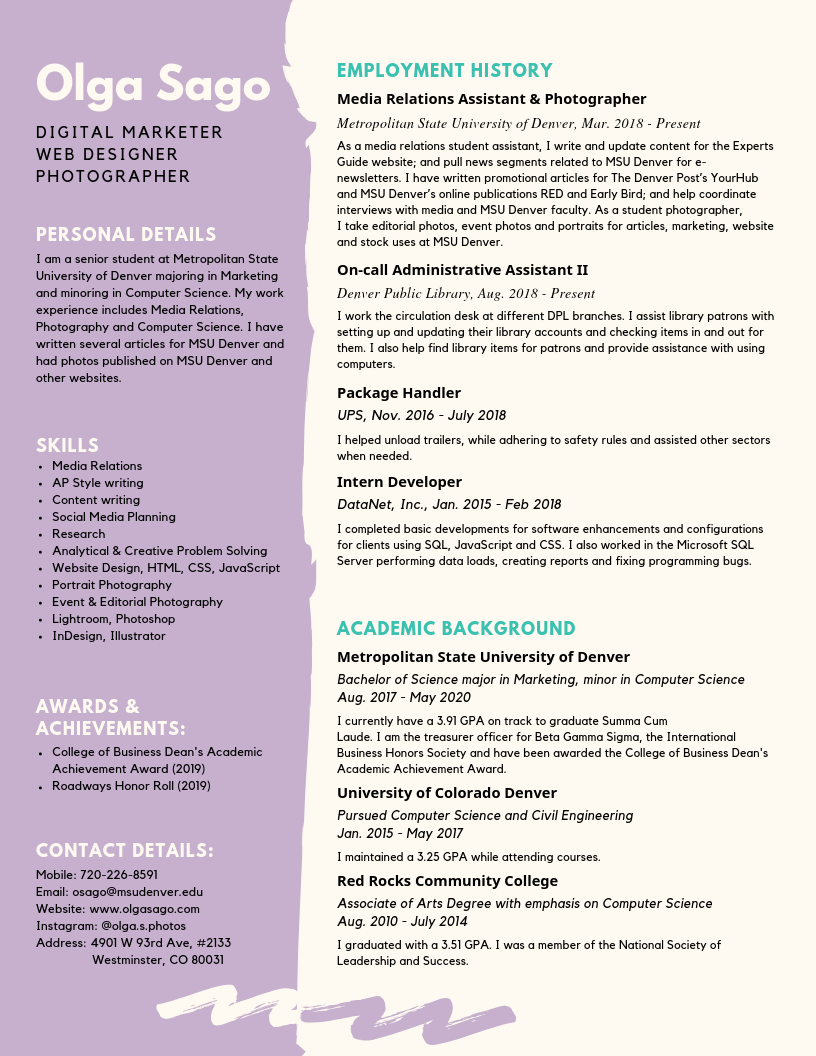 Olga Sago
DIGITAL MARKETER
WEB DESIGNER
PHOTOGRAPHER
PERSONAL DETAILS
I am a senior student at Metropolitan State
University of Denver majoring in Marketing
and minoring in Computer Science. My work
experience includes Media Relations,
Photography and Computer Science. I have
written several articles for MSU Denver and
had photos published on MSU Denver and
other websites.
SKILLS
• Media Relations
• AP Style writing
• Content writing
• Social Media Planning
• Research
• Analytical & Creative Problem Solving
• Website Design, HTML, CSS, JavaScript
• Portrait Photography
• Event & Editorial Photography
• Lightroom, Photoshop
• InDesign, Illustrator
AWARDS &
ACHIEVEMENTS:
• College of Business Dean's Academic
Achievement Award (2019)
• Roadways Honor Roll (2019)
CONTACT DETAILS:
Mobile: 720-226-8591
Email: osago@msudenver.edu
Website: www.olgasago.com
Instagram: @olga.s.photos
Address: 4901 W 93rd Ave, #2133
Westminster, CO 80031
EMPLOYMENT HISTORY
Media Relations Assistant & Photographer
Metropolitan State University of Denver, Mar. 2018 - Present
As a media relations student assistant, I write and update content for the Experts
Guide website; and pull news segments related to MSU Denver for e-
newsletters. I have written promotional articles for The Denver Post's YourHub
and MSU Denver's online publications RED and Early Bird; and help coordinate
interviews with media and MSU Denver faculty. As a student photographer,
I take editorial photos, event photos and portraits for articles, marketing, website
and stock uses at MSU Denver.
On-call Administrative Assistant II
Denver Public Library, Aug. 2018 - Present
I work the circulation desk at different DPL branches. I assist library patrons with
setting up and updating their library accounts and checking items in and out for
them. I also help find library items for patrons and provide assistance with using
computers.
Package Handler
UPS, Nov. 2016 - July 2018
I helped unload trailers, while adhering to safety rules and assisted other sectors
when needed.
Intern Developer
DataNet, Inc., Jan. 2015 - Feb 2018
I completed basic developments for software enhancements and configurations
for clients using SQL, JavaScript and CSS. I also worked in the Microsoft SQL
Server performing data loads, creating reports and fixing programming bugs.
ACADEMIC BACKGROUND
Metropolitan State University of Denver
Bachelor of Science major in Marketing, minor in Computer Science
Aug. 2017 - May 2020
I currently have a 3.91 GPA on track to graduate Summa Cum
Laude. I am the treasurer officer for Beta Gamma Sigma, the International
Business Honors Society and have been awarded the College of Business Dean's
Academic Achievement Award.
University of Colorado Denver
Pursued Computer Science and Civil Engineering
Jan. 2015 - May 2017
I maintained a 3.25 GPA while attending courses.
Red Rocks Community College
Associate of Arts Degree with emphasis on Computer Science
Aug. 2010 - July 2014
I graduated with a 3.51 GPA. I was a member of the National Society of
Leadership and Success.